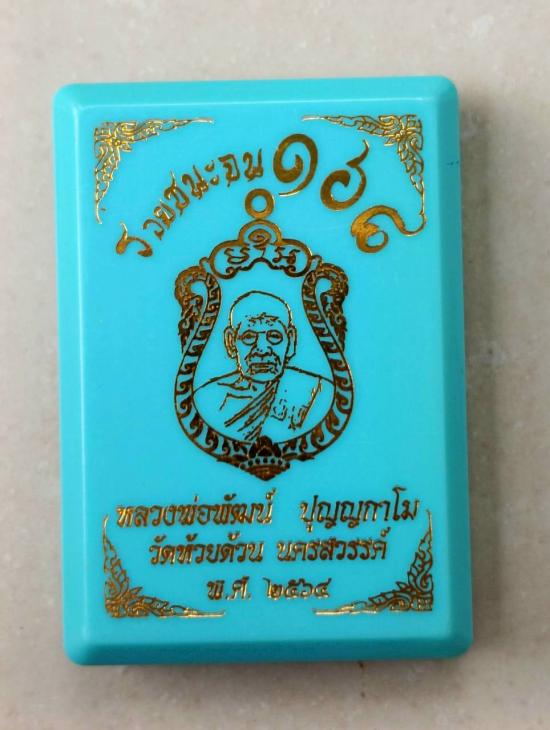 รวยชนะจน
หลวงพ่อพัฒน์ ปุญญกาโม
วัดห้วยด้วน นครสวรรค์
พ.ศ. ๒๕๖๔